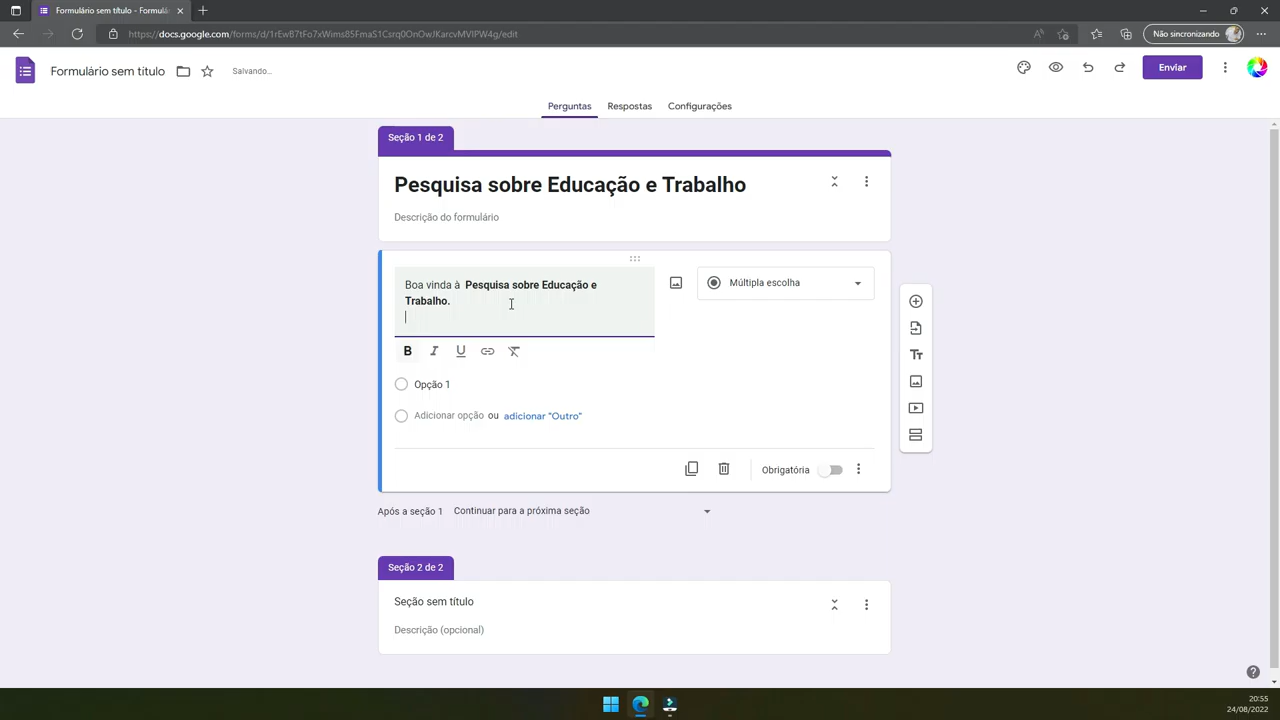 Formulário sem título - Formulá
https://docs.google.com/forms/d/1rEwB7tFo7xWims85FmaS1Csrq0OnOwJKarcvMVIPW4g/edit
Não sincronizando
Formulário sem título
Salvando...
Enviar
Perguntas Respostas Configurações
Seção 1 de 2
Pesquisa sobre Educação e Trabalho
Descrição do formulário
Boa vinda à Pesquisa sobre Educação e
Trabalho.
Múltipla escolha
B I U
Opção 1
Adicionar opção ou adicionar "Outro"
Obrigatória
Após a seção 1 Continuar para a próxima seção
Seção 2 de 2
Seção sem título
Descrição (opcional)
20:55
24/08/2022